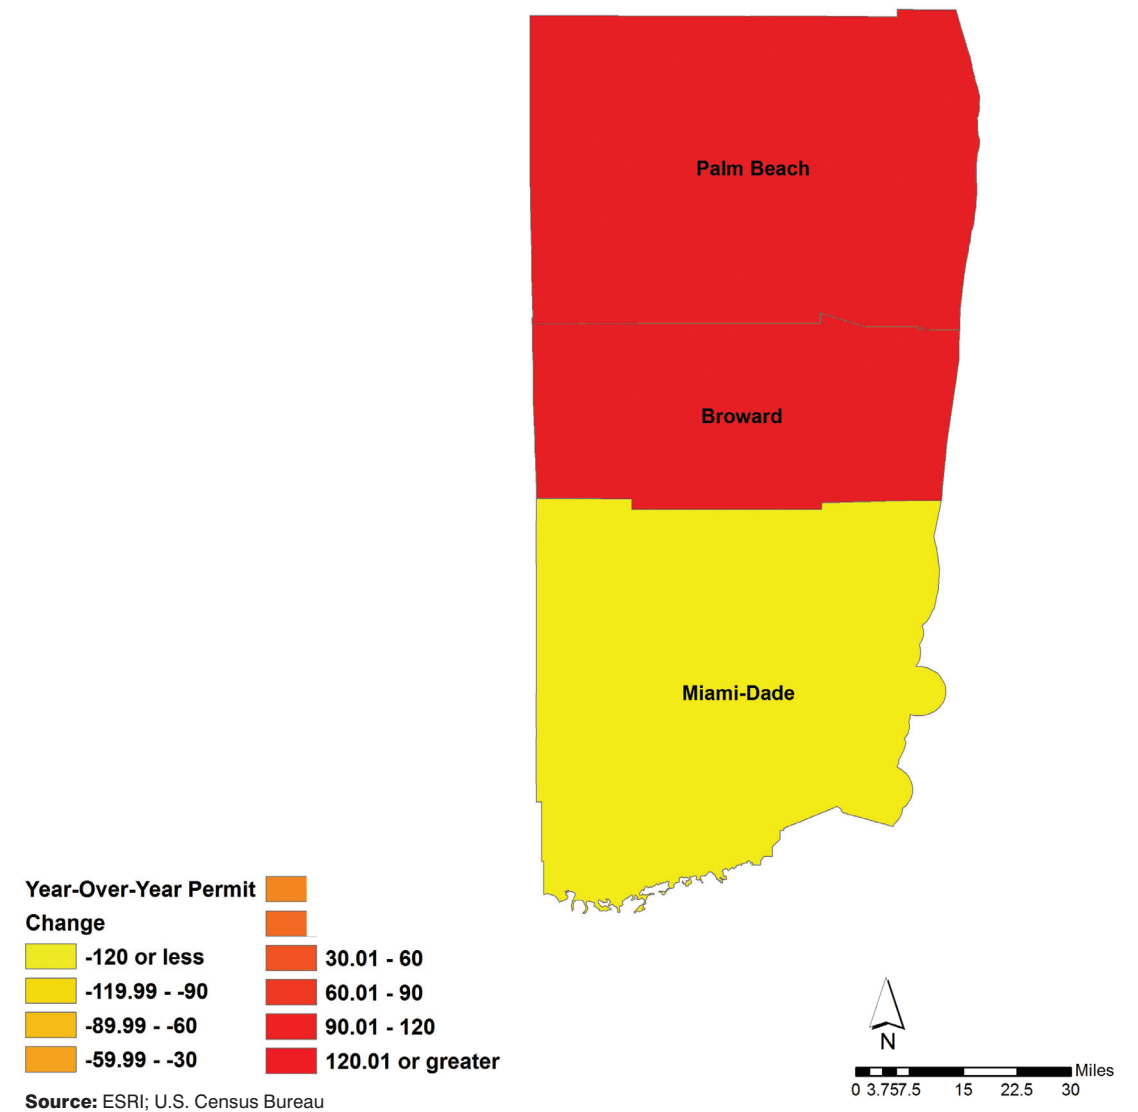 Palm Beach
Broward
Miami-Dade
Year-Over-Year Permit
Change
-120 or less
-119.99 - -90
-89.99 - -60
-59.99 - -30
30.01 - 60
60.01 - 90
90.01 - 120
120.01 or greater
N
Miles
0 3.75 7.5 15 22.5 30
Source: ESRI; U.S. Census Bureau